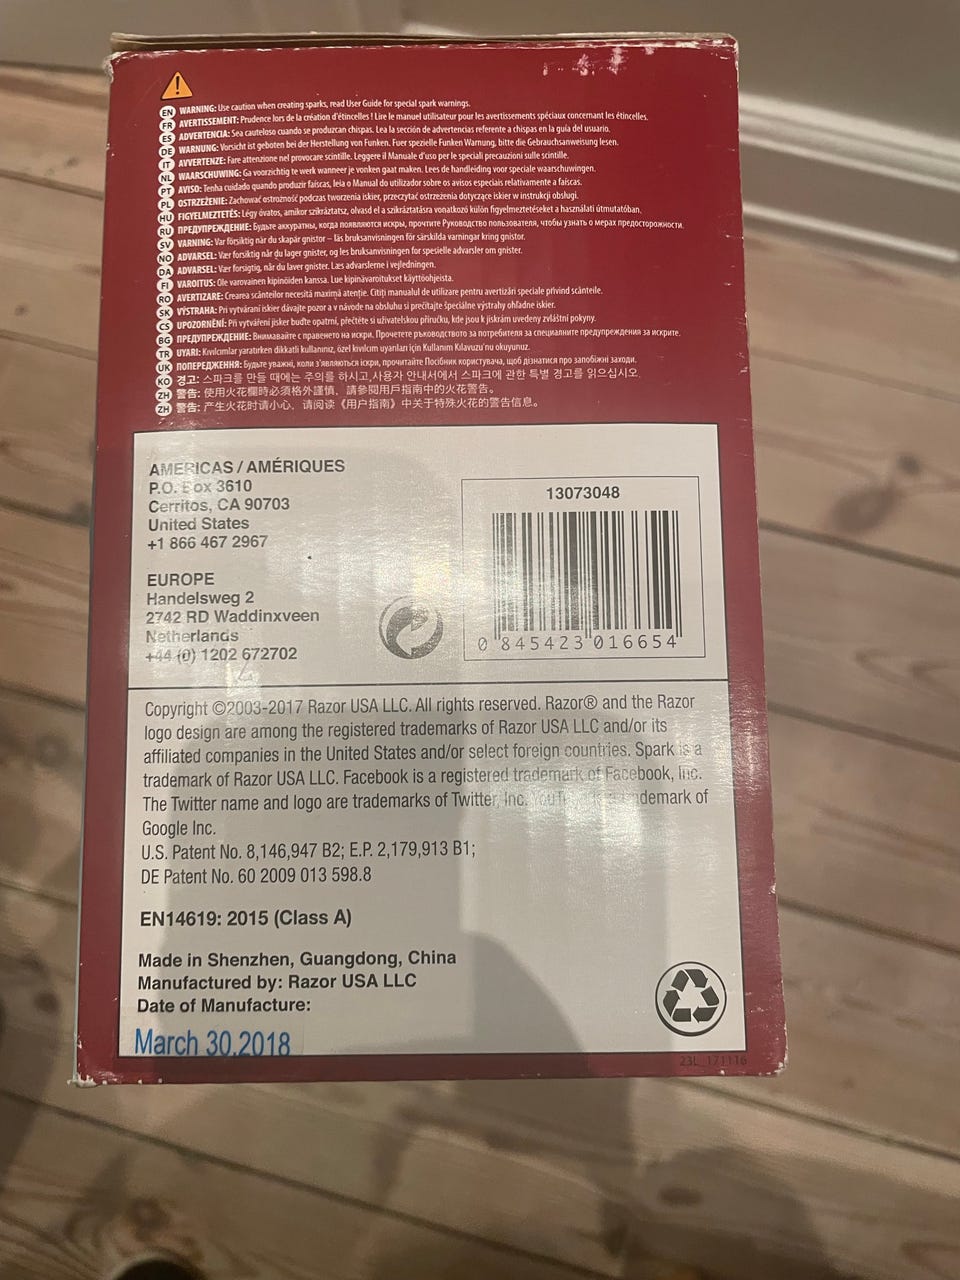 EN WARNING: Use caution when creating sparks, read User Guide for special spark warnings.
FR AVERTISSEMENT: Prudence lors de la création d'étincelles ! Lire le manuel utilisateur pour les avertissements spéciaux concernant les étincelles.
ES ADVERTENCIA: Sea cauteloso cuando se produzcan chispas. Lea la sección de advertencias referente a chispas en la guía del usuario.
DE WARNUNG: Vorsicht ist geboten bei der Herstellung von Funken. Fuer spezielle Funken Warnung, bitte die Gebrauchsanweisung lesen.
IT AVVERTENZE: Fare attenzione nel provocare scintille. Leggere il Manuale d'uso per le speciali precauzioni sulle scintille.
NL WAARSCHUWING: Ga voorzichtig te werk wanneer je vonken gaat maken. Lees de handleiding voor speciale waarschuwingen.
PT AVISO: Tenha cuidado quando produzir faíscas, leia o Manual do utilizador sobre os avisos especiais relativamente a faíscas.
PL OSTRZEŻENIE: Zachować ostrożność podczas tworzenia iskier, przeczytać ostrzeżenia dotyczące iskier w instrukcji obsługi.
HU FIGYELMEZTETÉS: Légy óvatos, amikor szikráztatsz, olvasd el a szikráztatásra vonatkozó külön figyelmeztetéseket a használati útmutatóban.
RU ПРЕДУПРЕЖДЕНИЕ: Будьте аккуратны, когда появляются искры, прочтите Руководство пользователя, чтобы узнать о мерах предосторожности.
SV VARNING: Var försiktig när du skapár gnistor – läs bruksanvisningen för särskilda varningar kring gnistor.
NO ADVARSEL: Vær forsiktig når du lager gnister, og les bruksanvisningen for spesielle advarsler om gnister.
DA ADVARSEL: Vær forsigtig, når du laver gnister. Læs advarslerne i vejledningen.
FI VAROITUS: Ole varovainen kipinöiden kanssa. Lue kipinävaroitukset käyttöohjeista.
RO AVERTIZARE: Crearea scânteilor necesită maximă atenție. Citiți manualul de utilizare pentru avertizări speciale privind scânteile.
SK VÝSTRAHA: Pri vytváraní iskier dávajte pozor a v návode na obsluhu si prečítajte špeciálne výstrahy ohľadne iskier.
CS UPOZORNĚNÍ: Při vytváření jisker buďte opatrní, přečtěte si uživatelskou příručku, kde jsou k jiskrám uvedeny zvláštní pokyny.
BG ПРЕДУПРЕЖДЕНИЕ: Внимавайте с правенето на искри. Прочетете ръководството за потребителя за специалните предупреждения за искрите.
TR UYARI: Kıvılcımlar yaratırken dikkatli kullanınız, özel kıvılcım uyarıları için Kullanım Kılavuzu'nu okuyunuz.
UK ПОПЕРЕДЖЕННЯ: Будьте уважні, коли з'являються іскри, прочитайте Посібник користувача, щоб дізнатися про запобіжні заходи.
KO 경고: 스파크를 만들 때에는 주의를 하시고,사용자 안내서에서 스파크에 관한 특별 경고를 읽으십시오.
ZH 警告: 使用火花欄時必須格外謹慎, 請參閱用戶指南中的火花警告。
ZH 警告: 产生火花时请小心, 请阅读《用户指南》中关于特殊火花的警告信息。
AMERICAS / AMÉRIQUES
P.O. Box 3610
Cerritos, CA 90703
United States
+1 866 467 2967
EUROPE
Handelsweg 2
2742 RD Waddinxveen
Netherlands
+44 (0) 1202 672702
13073048
0 845423 016654
Copyright ©2003-2017 Razor USA LLC. All rights reserved. Razor® and the Razor
logo design are among the registered trademarks of Razor USA LLC and/or its
affiliated companies in the United States and/or select foreign countries. Spark is a
trademark of Razor USA LLC. Facebook is a registered trademark of Facebook, Inc.
The Twitter name and logo are trademarks of Twitter, Inc. YouTube is a trademark of
Google Inc.
U.S. Patent No. 8,146,947 B2; E.P. 2,179,913 B1;
DE Patent No. 60 2009 013 598.8
EN14619: 2015 (Class A)
Made in Shenzhen, Guangdong, China
Manufactured by: Razor USA LLC
Date of Manufacture:
March 30,2018
23L_171116